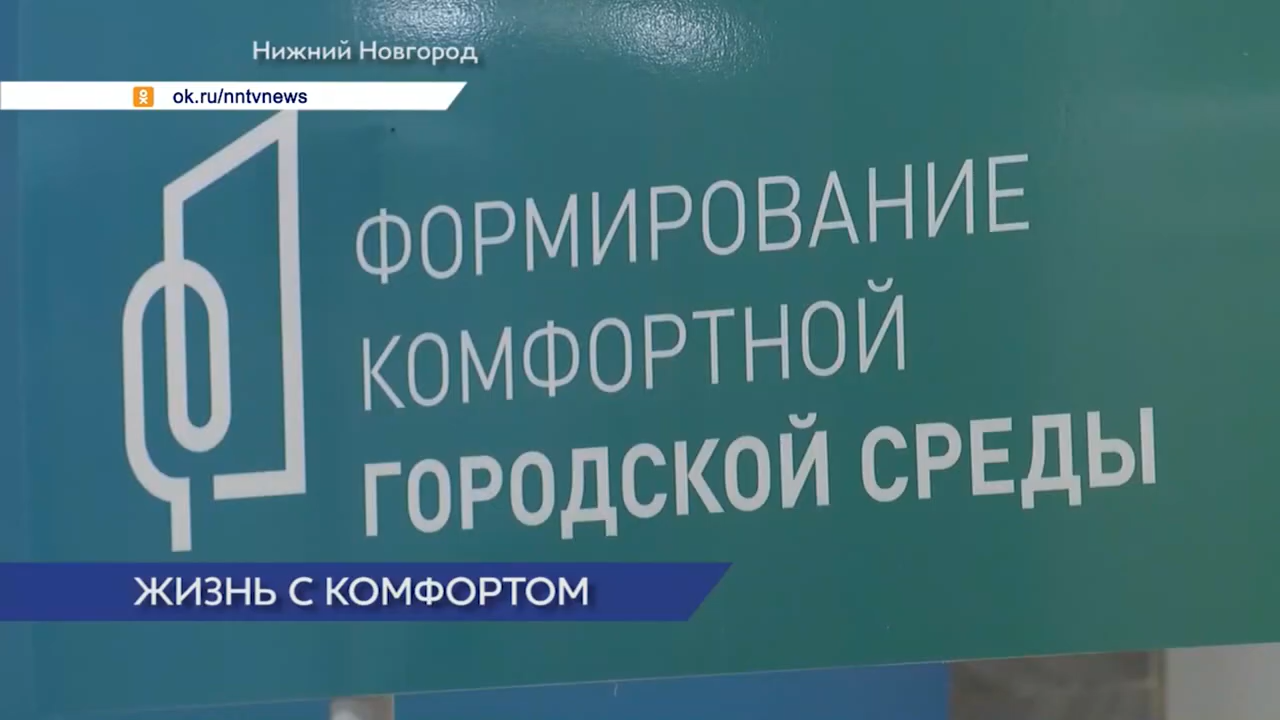 Нижний Новгород
ok.ru/nntvnews
ФОРМИРОВАНИЕ
КОМФОРТНОЙ
ГОРОДСКОЙ СРЕДЫ
ЖИЗНЬ С КОМФОРТОМ